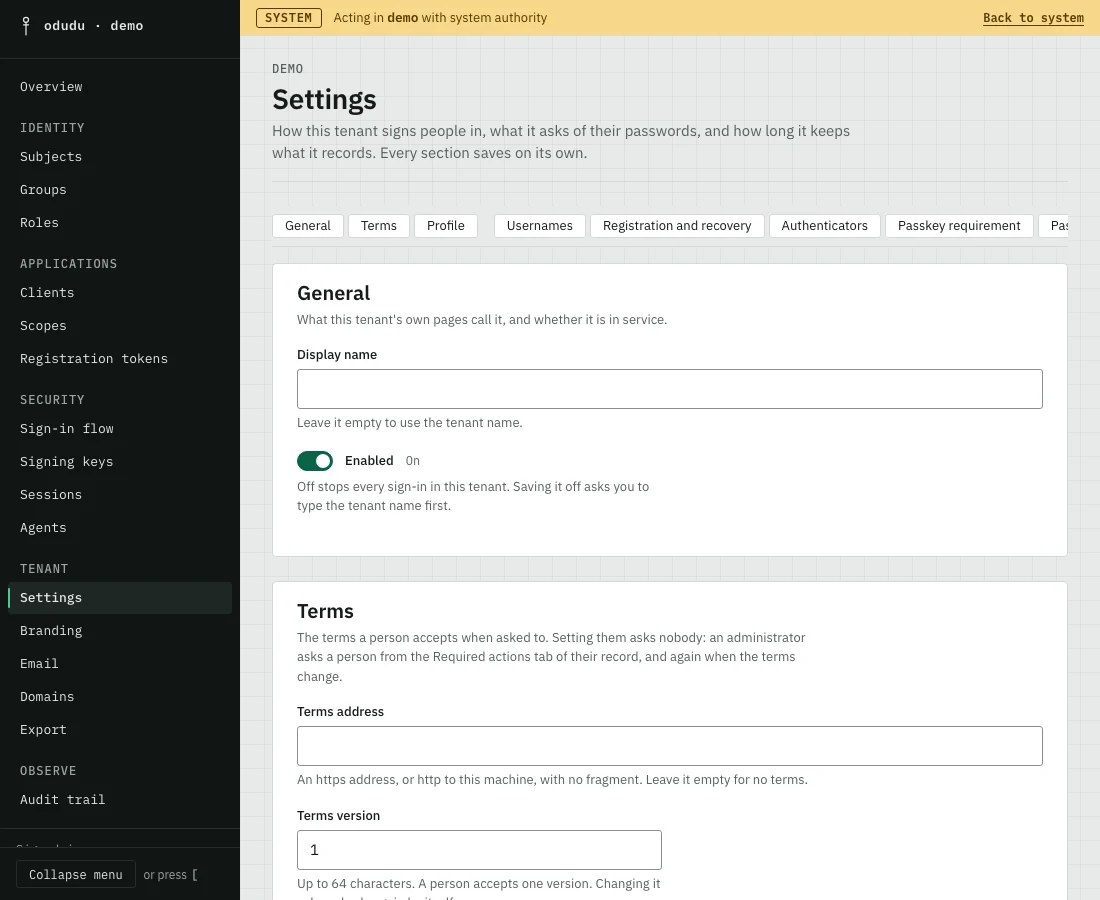 odudu · demo
SYSTEM Acting in demo with system authority Back to system
Overview
IDENTITY
Subjects
Groups
Roles
APPLICATIONS
Clients
Scopes
Registration tokens
SECURITY
Sign-in flow
Signing keys
Sessions
Agents
TENANT
Settings
Branding
Email
Domains
Export
OBSERVE
Audit trail
Collapse menu or press [
DEMO
Settings
How this tenant signs people in, what it asks of their passwords, and how long it keeps
what it records. Every section saves on its own.
General Terms Profile Usernames Registration and recovery Authenticators Passkey requirement
General
What this tenant's own pages call it, and whether it is in service.
Display name
Leave it empty to use the tenant name.
Enabled On
Off stops every sign-in in this tenant. Saving it off asks you to
type the tenant name first.
Terms
The terms a person accepts when asked to. Setting them asks nobody: an administrator
asks a person from the Required actions tab of their record, and again when the terms
change.
Terms address
An https address, or http to this machine, with no fragment. Leave it empty for no terms.
Terms version
1
Up to 64 characters. A person accepts one version. Changing it